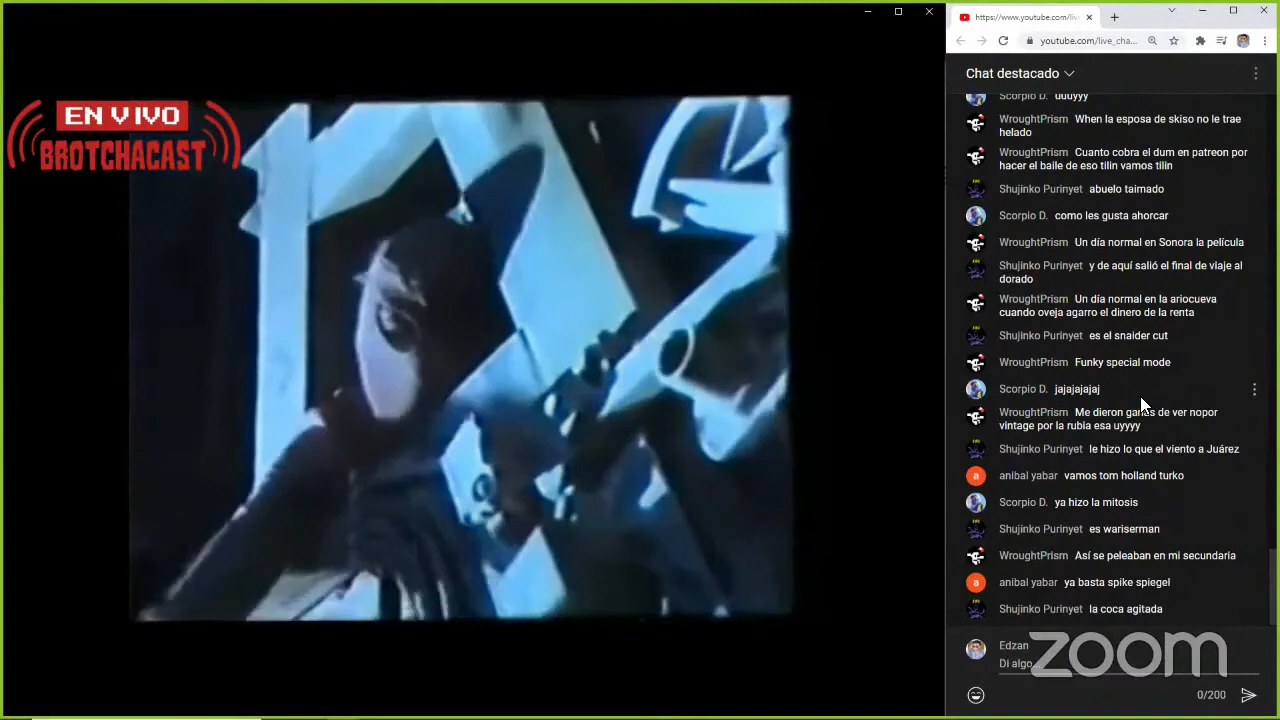 EN VIVO
BROTCHACAST
https://www.youtube.com/liv
youtube.com/live_cha...
Chat destacado
Scorpio D. uuuyyy
WroughtPrism When la esposa de skiso no le trae
helado
WroughtPrism Cuanto cobra el dum en patreon por
hacer el baile de eso tilin vamos tilin
Shujinko Purinyet abuelo taimado
Scorpio D. como les gusta ahorcar
WroughtPrism Un día normal en Sonora la película
Shujinko Purinyet y de aquí salió el final de viaje al
dorado
WroughtPrism Un día normal en la ariocueva
cuando oveja agarro el dinero de la renta
Shujinko Purinyet es el snaider cut
WroughtPrism Funky special mode
Scorpio D. jajajajajaj
WroughtPrism Me dieron ganas de ver nopor
vintage por la rubia esa uyyyy
Shujinko Purinyet le hizo lo que el viento a Juárez
a anibal yabar vamos tom holland turko
Scorpio D. ya hizo la mitosis
Shujinko Purinyet es wariserman
WroughtPrism Así se peleaban en mi secundaria
a anibal yabar ya basta spike spiegel
Shujinko Purinyet la coca agitada
Edzan
Di algo...
zoom
0/200